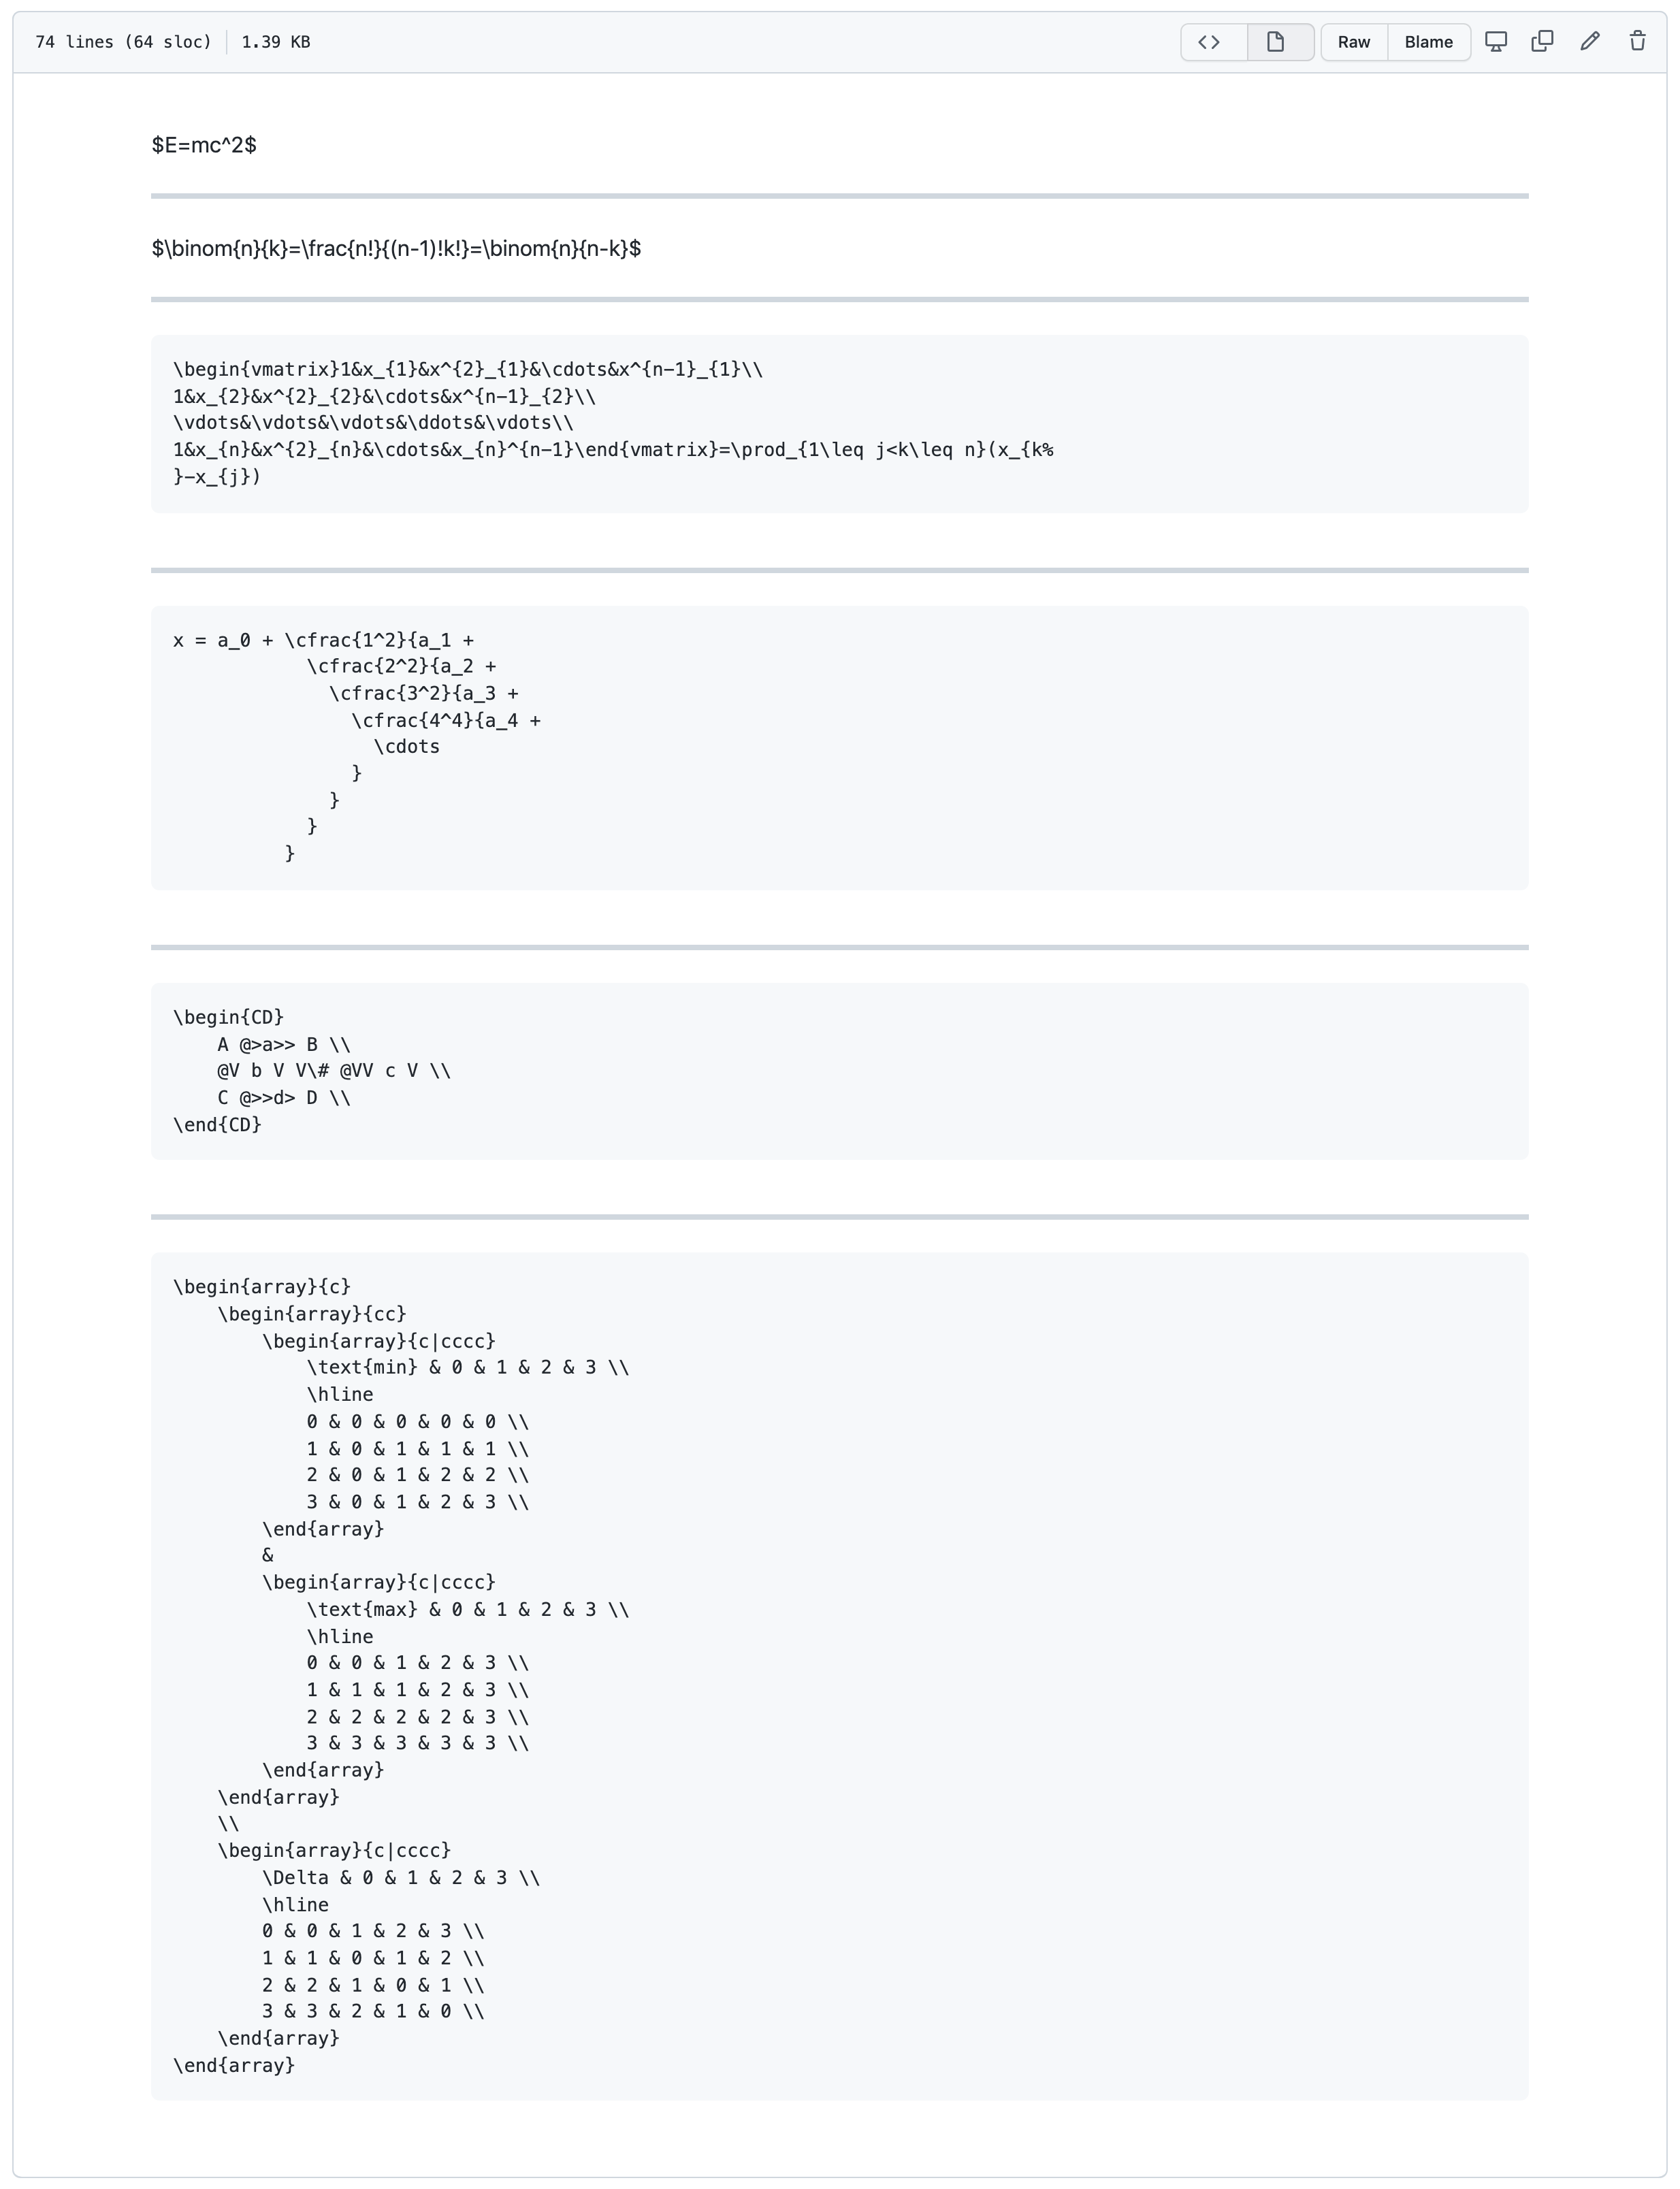 74 lines (64 sloc) 1.39 KB Raw Blame
$E=mc^2$
$\binom{n}{k}=\frac{n!}{(n-1)!k!}=\binom{n}{n-k}$
\begin{vmatrix}1&x_{1}&x^{2}_{1}&\cdots&x^{n-1}_{1}\\
1&x_{2}&x^{2}_{2}&\cdots&x^{n-1}_{2}\\
\vdots&\vdots&\vdots&\ddots&\vdots\\
1&x_{n}&x^{2}_{n}&\cdots&x_{n}^{n-1}\end{vmatrix}=\prod_{1\leq j<k\leq n}(x_{k%
}-x_{j})
x = a_0 + \cfrac{1^2}{a_1 +
            \cfrac{2^2}{a_2 +
              \cfrac{3^2}{a_3 +
                \cfrac{4^4}{a_4 +
                  \cdots
                }
              }
            }
          }
\begin{CD}
    A @>a>> B \\
    @V b V V\# @VV c V \\
    C @>>d> D \\
\end{CD}
\begin{array}{c}
    \begin{array}{cc}
        \begin{array}{c|cccc}
            \text{min} & 0 & 1 & 2 & 3 \\
            \hline
            0 & 0 & 0 & 0 & 0 \\
            1 & 0 & 1 & 1 & 1 \\
            2 & 0 & 1 & 2 & 2 \\
            3 & 0 & 1 & 2 & 3 \\
        \end{array}
        &
        \begin{array}{c|cccc}
            \text{max} & 0 & 1 & 2 & 3 \\
            \hline
            0 & 0 & 1 & 2 & 3 \\
            1 & 1 & 1 & 2 & 3 \\
            2 & 2 & 2 & 2 & 3 \\
            3 & 3 & 3 & 3 & 3 \\
        \end{array}
    \end{array}
    \\
    \begin{array}{c|cccc}
        \Delta & 0 & 1 & 2 & 3 \\
        \hline
        0 & 0 & 1 & 2 & 3 \\
        1 & 1 & 0 & 1 & 2 \\
        2 & 2 & 1 & 0 & 1 \\
        3 & 3 & 2 & 1 & 0 \\
    \end{array}
\end{array}